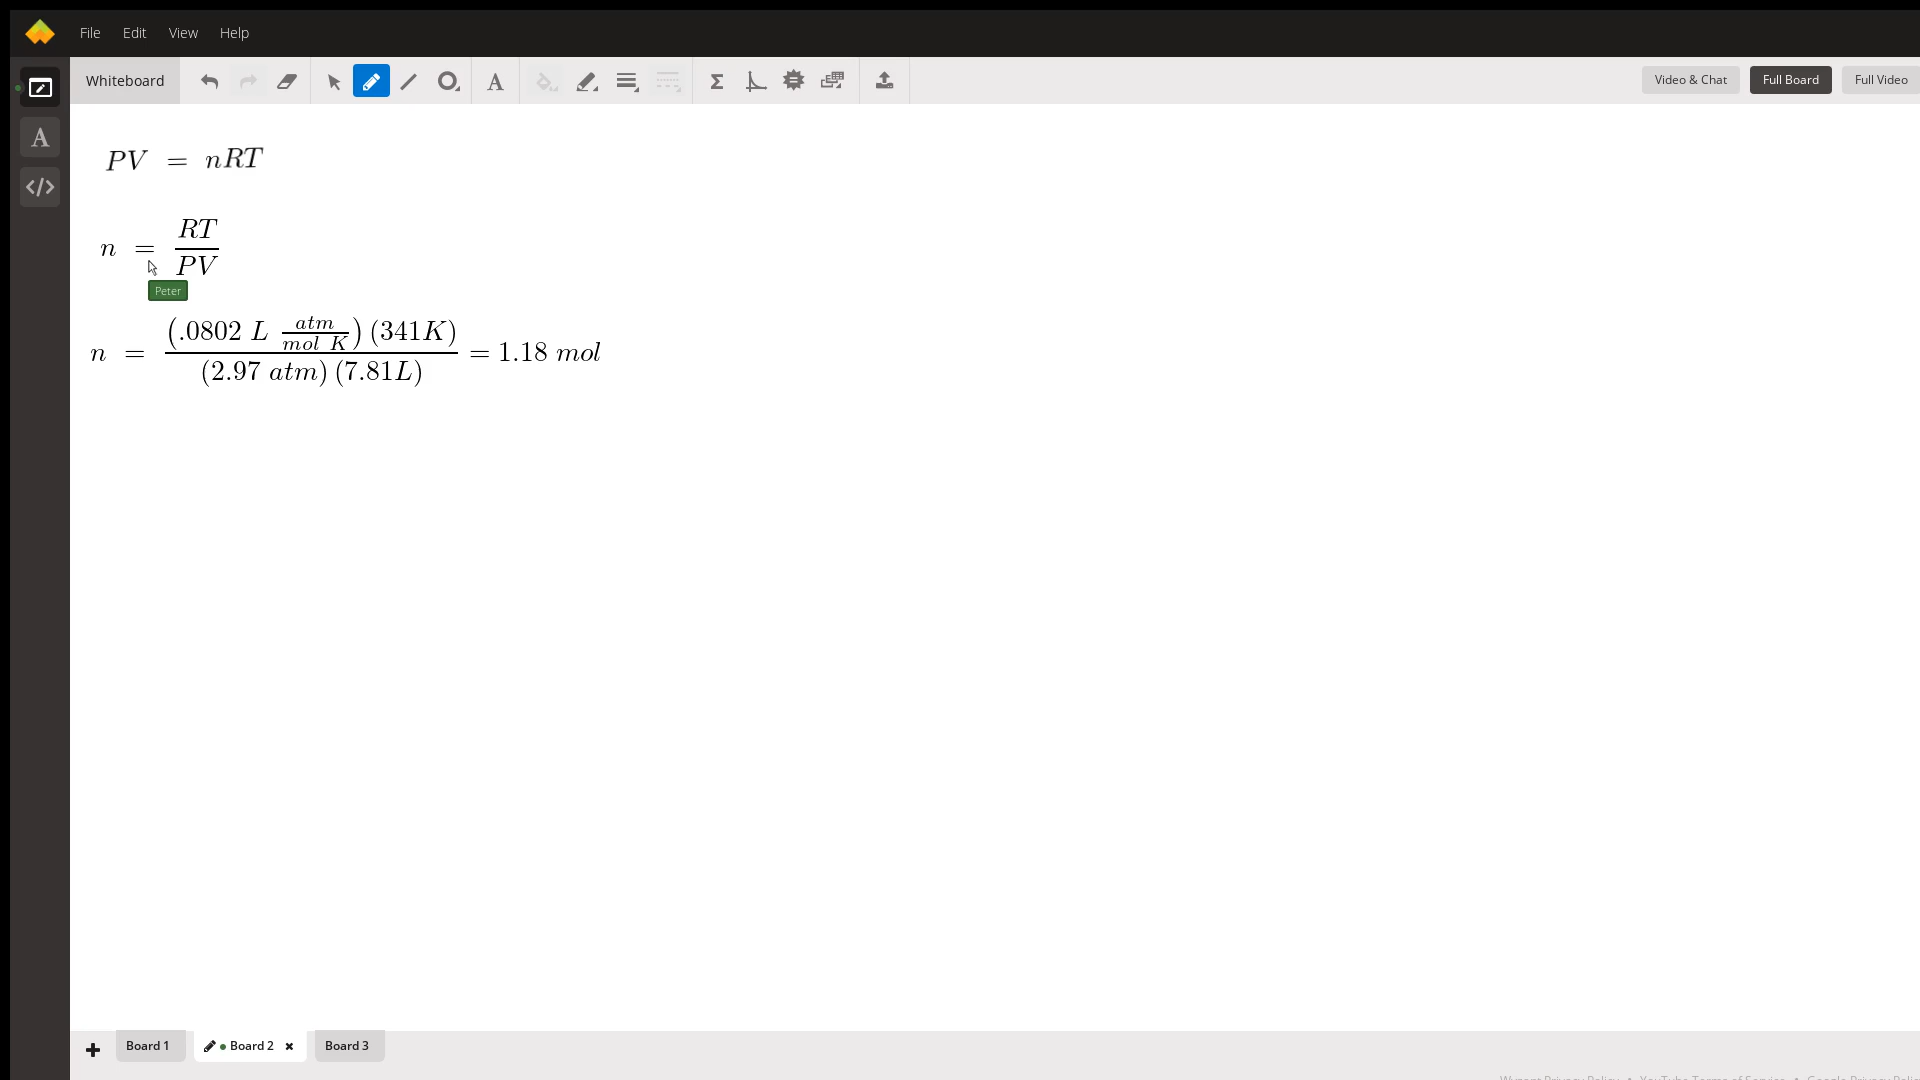 File Edit View Help
Whiteboard A Σ Video & Chat Full Board Full Video
A
</>
PV = nRT
n = RT/PV
Peter
n = (.0802 L atm/mol K)(341K)/(2.97 atm)(7.81L) = 1.18 mol
Board 1 Board 2 Board 3